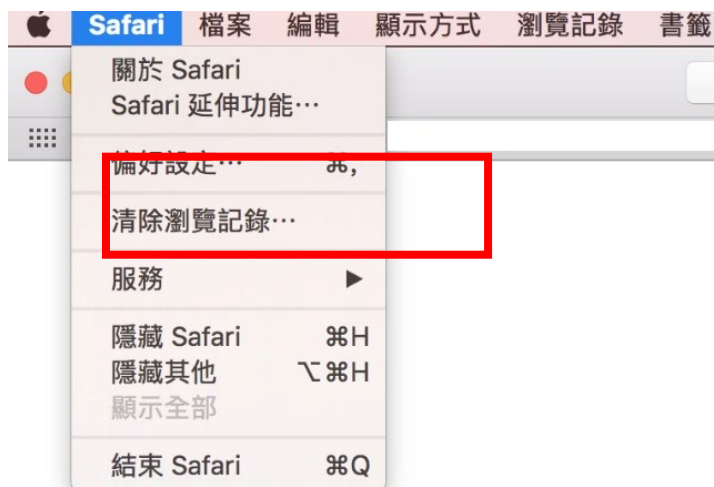 Safari 檔案 編輯 顯示方式 瀏覽記錄 書籤
關於 Safari
Safari 延伸功能⋯
偏好設定⋯ ⌘,
清除瀏覽記錄⋯
服務 ▶
隱藏 Safari ⌘H
隱藏其他 ⌥⌘H
顯示全部
結束 Safari ⌘Q